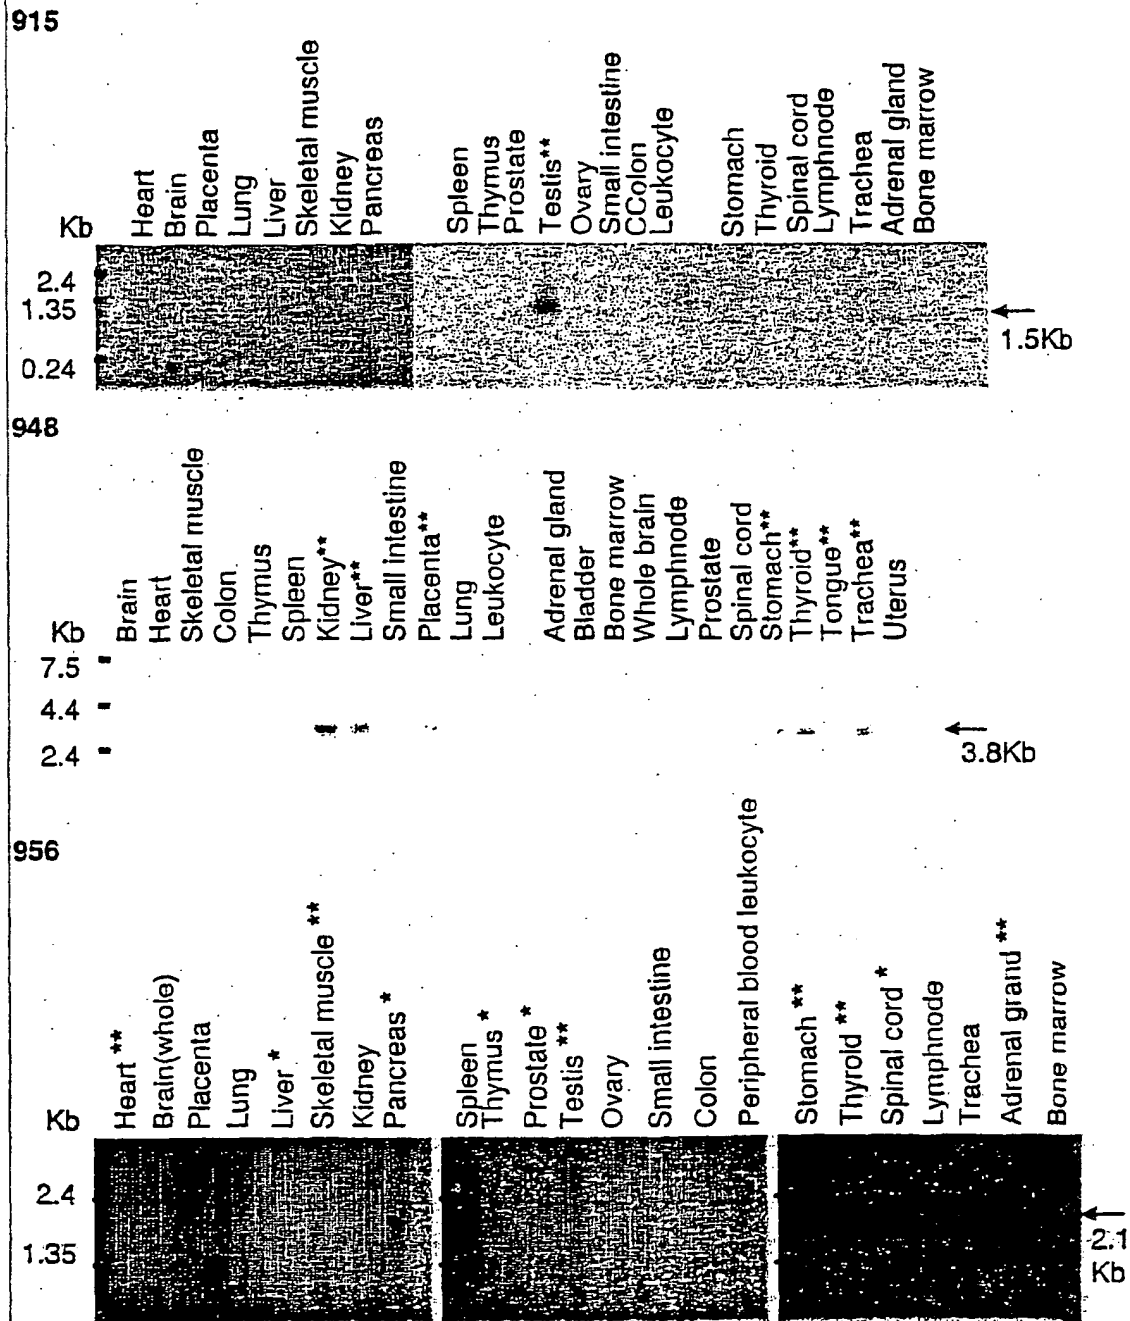 915
Kb
Heart
Brain
Placenta
Lung
Liver
Skeletal muscle
Kidney
Pancreas
Spleen
Thymus
Prostate
Testis**
Ovary
Small intestine
CColon
Leukocyte
Stomach
Thyroid
Spinal cord
Lymphnode
Trachea
Adrenal gland
Bone marrow
2.4
1.35
0.24
1.5Kb
948
Kb
Brain
Heart
Skeletal muscle
Colon
Thymus
Spleen
Kidney**
Liver**
Small intestine
Placenta**
Lung
Leukocyte
Adrenal gland
Bladder
Bone marrow
Whole brain
Lymphnode
Prostate
Spinal cord
Stomach**
Thyroid**
Tongue**
Trachea**
Uterus
7.5
4.4
2.4
3.8Kb
956
Kb
Heart **
Brain(whole)
Placenta
Lung
Liver *
Skeletal muscle **
Kidney
Pancreas *
Spleen
Thymus *
Prostate *
Testis **
Ovary
Small intestine
Colon
Peripheral blood leukocyte
Stomach **
Thyroid **
Spinal cord *
Lymphnode
Trachea
Adrenal grand **
Bone marrow
2.4
1.35
2.1
Kb